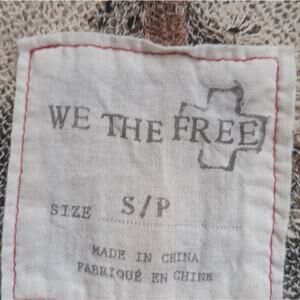 WE THE FREE
SIZE S/P
MADE IN CHINA
FABRIQUÉ EN CHINE